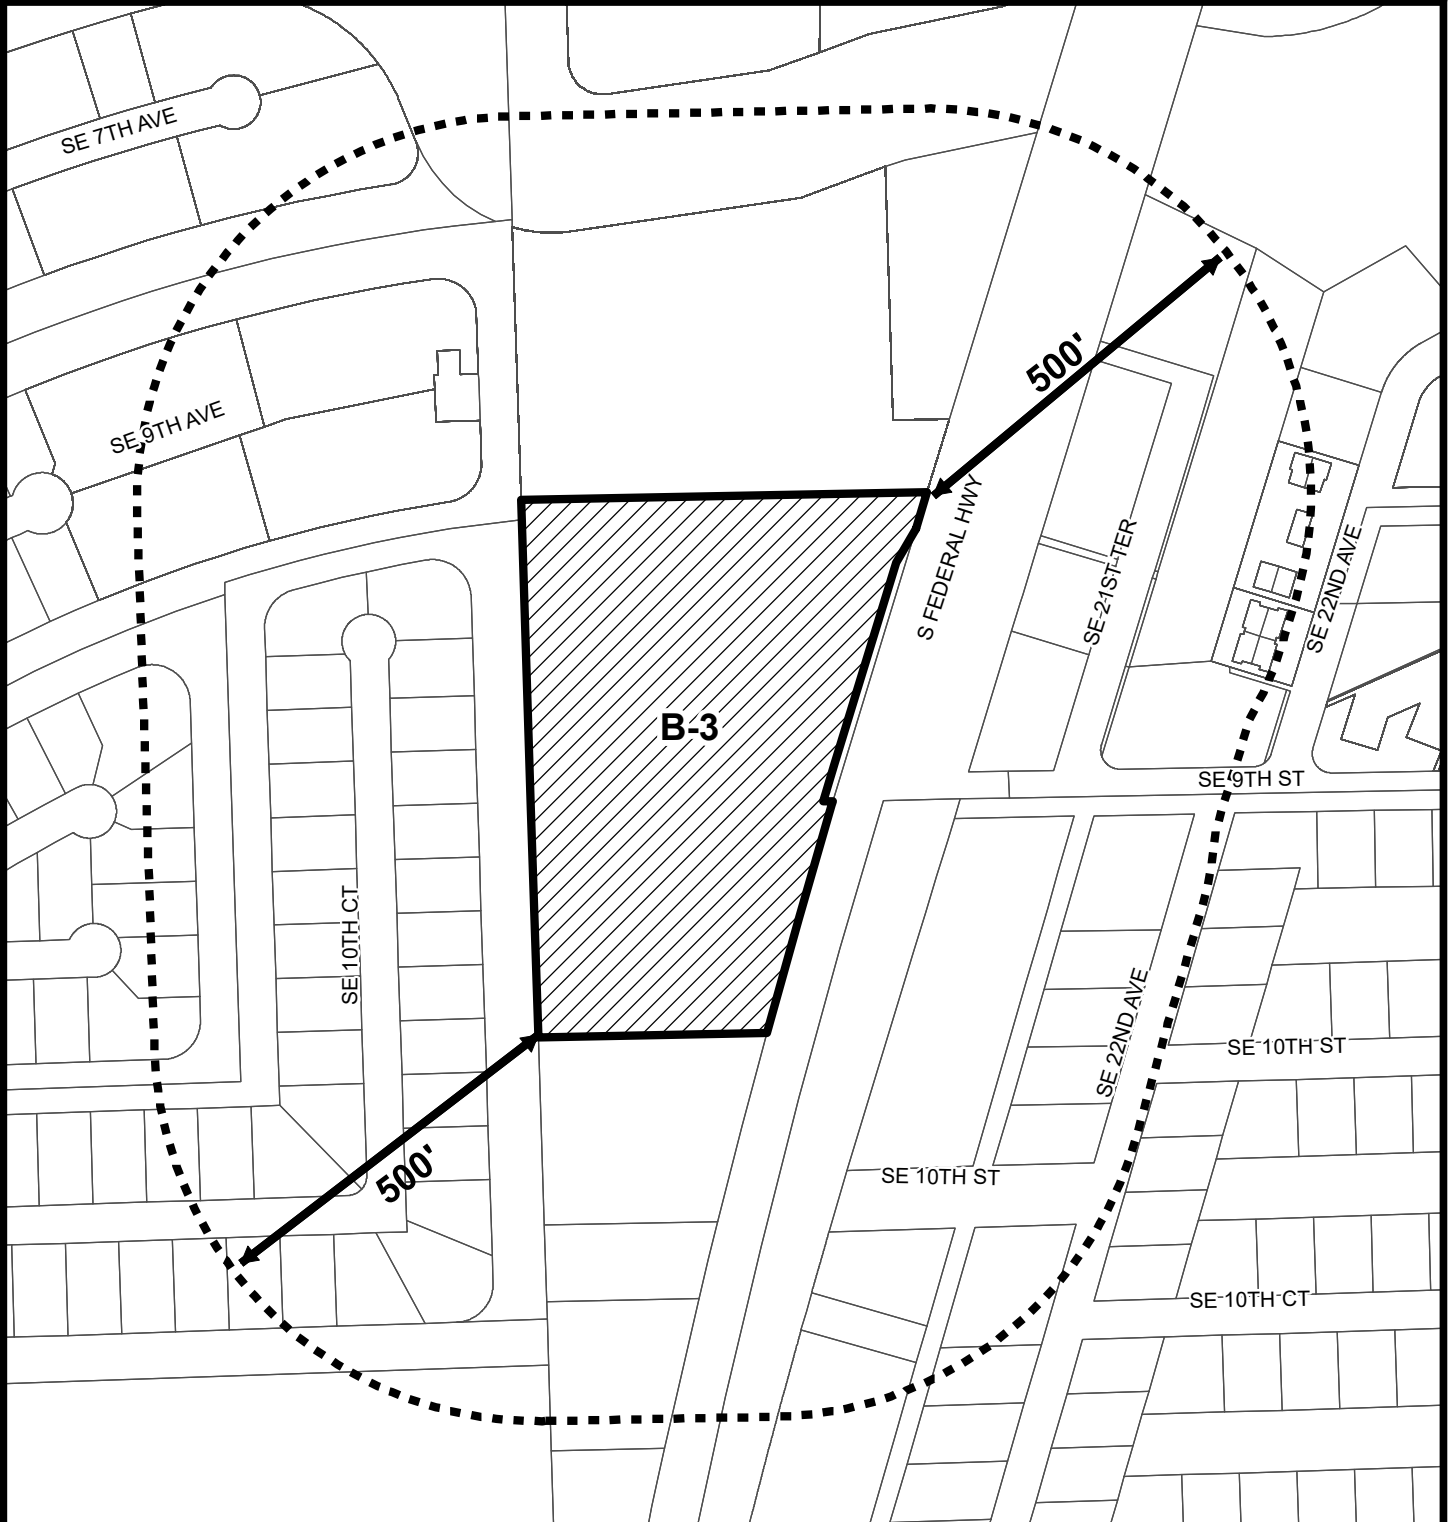 SE 7TH AVE
500'
SE 9TH AVE
S FEDERAL HWY
SE 21ST TER
SE 22ND AVE
B-3
SE 9TH ST
SE 10TH CT
SE 22ND AVE
SE 10TH ST
500'
SE 10TH ST
SE 10TH CT